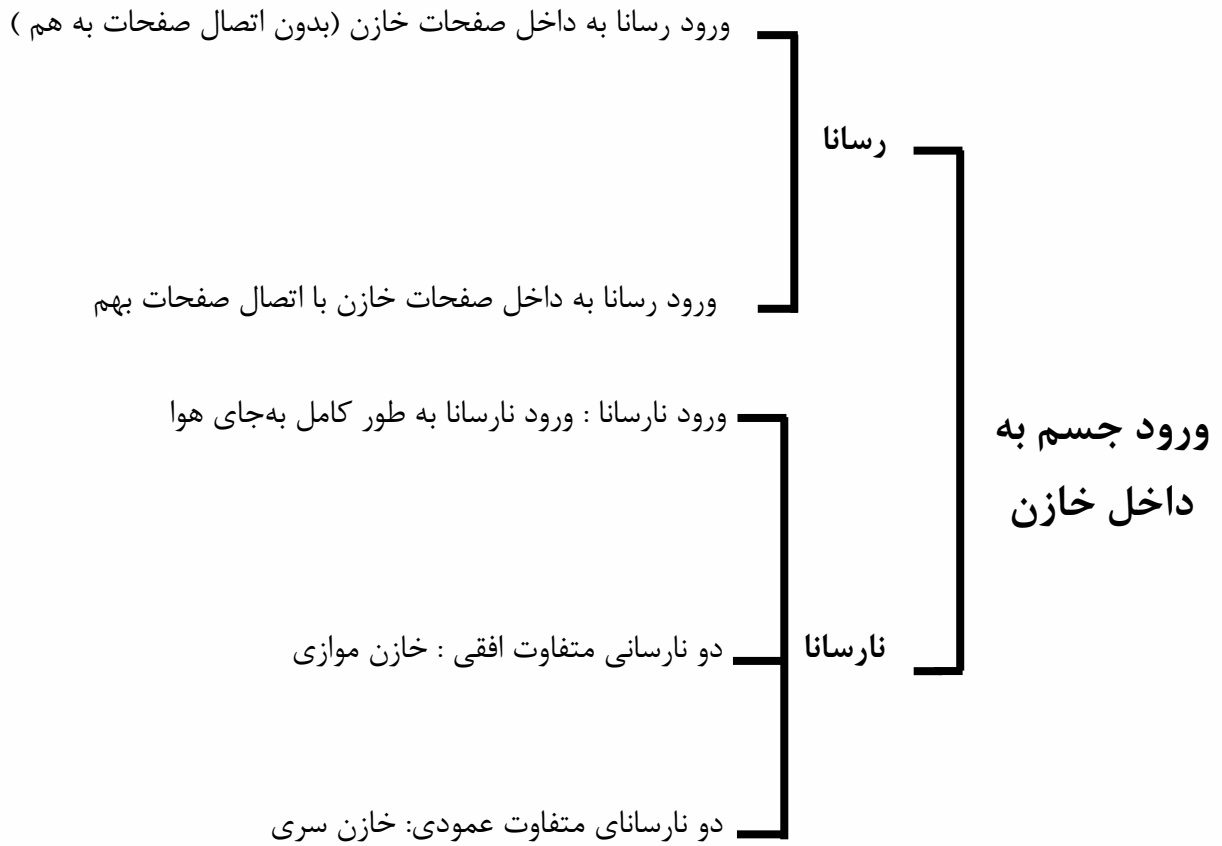 ورود جسم به
داخل خازن
رسانا
ورود رسانا به داخل صفحات خازن (بدون اتصال صفحات به هم )
ورود رسانا به داخل صفحات خازن با اتصال صفحات بهم
نارسانا
ورود نارسانا : ورود نارسانا به طور کامل به‌جای هوا
دو نارسانی متفاوت افقی : خازن موازی
دو نارسانای متفاوت عمودی: خازن سری